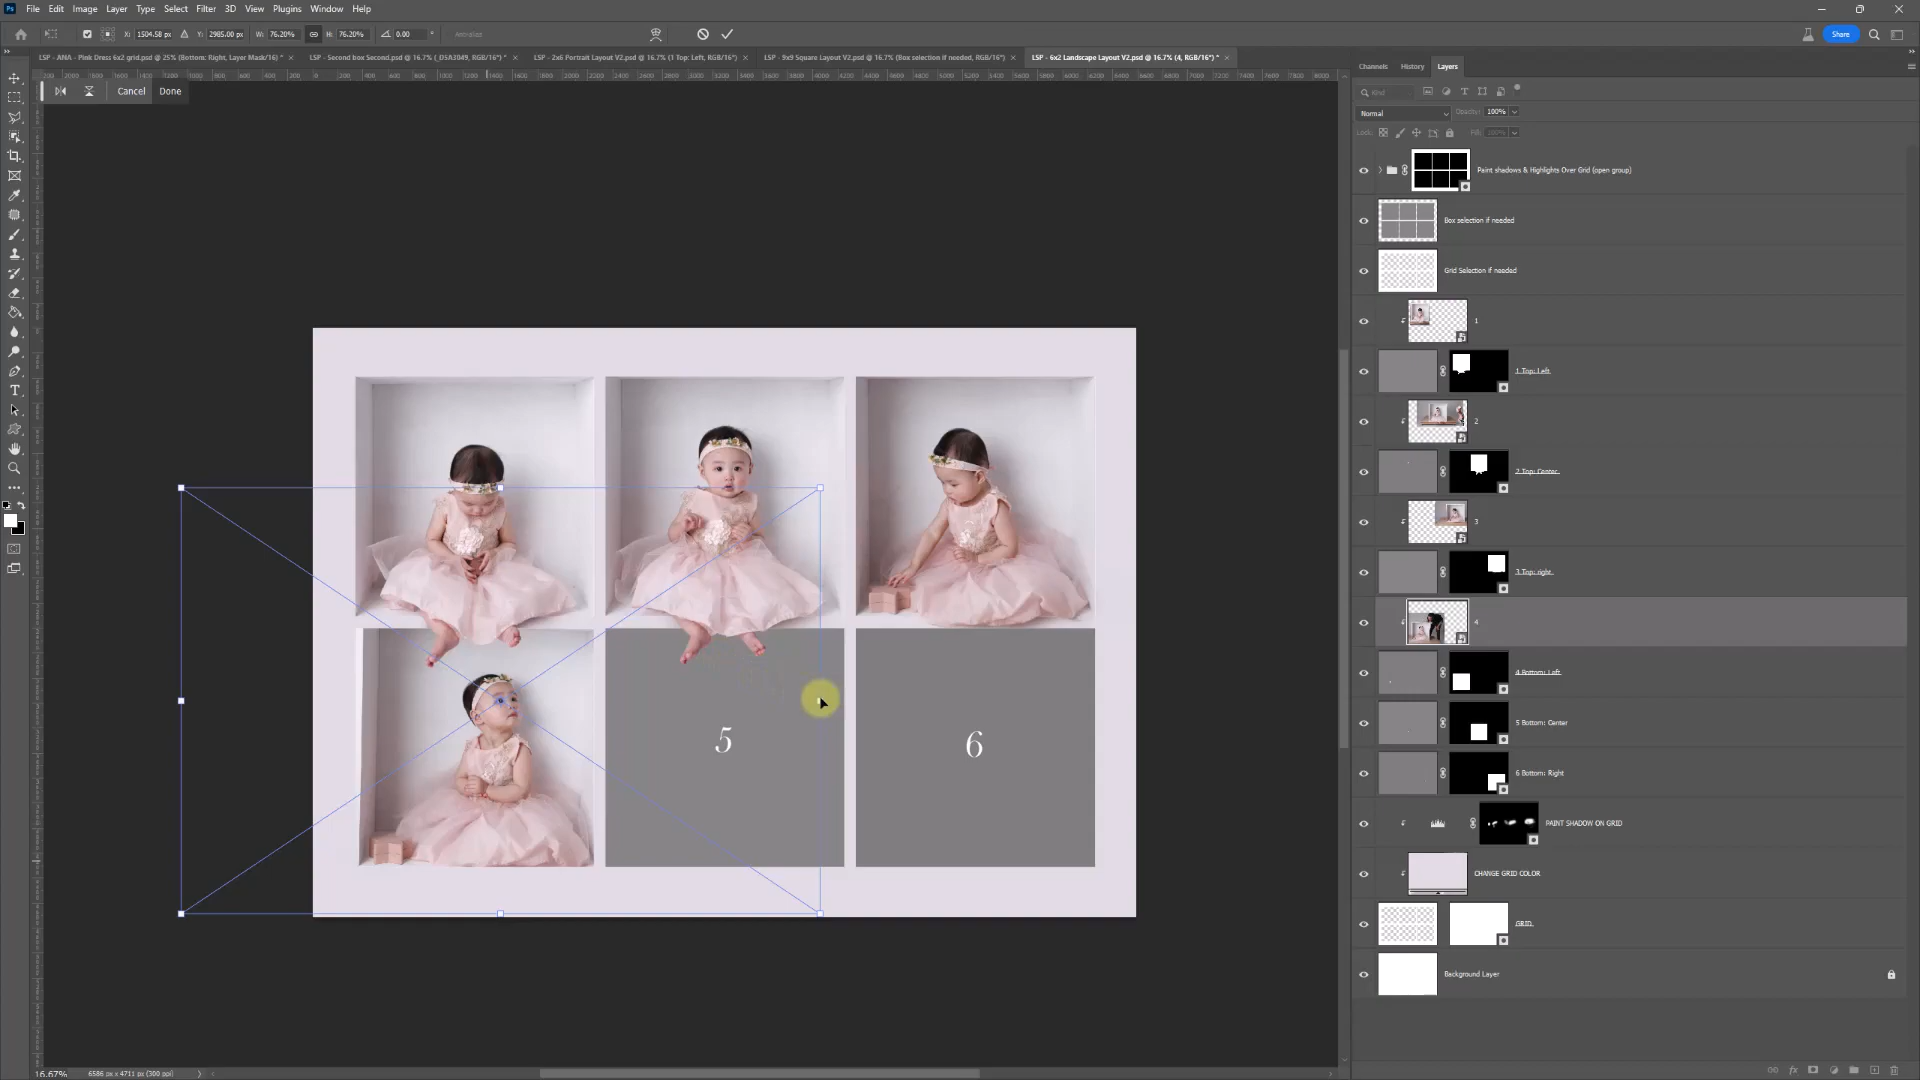 File Edit Image Layer Type Select Filter 3D View Plugins Window Help
X: 1504.58 px Y: 2985.00 px W: 76.20% H: 76.20% 0.00 ° Share
LSP - ANA - Pink Dress 6x2 grid.psd @ 25% (Bottom: Right, Layer Mask/16) * × LSP - Second box Second.psd @ 16.7% (_DSA3049, RGB/16*) * × LSP - 2x6 Portrait Layout V2.psd @ 16.7% (1 Top: Left, RGB/16*) × LSP - 9x9 Square Layout V2.psd @ 16.7% (Box selection if needed, RGB/16*) × LSP - 6x2 Landscape Layout V2.psd @ 16.7% (4, RGB/16*) * ×
Channels History Layers
Cancel Done
Kind
Normal Opacity: 100%
Lock: Fill:
Paint shadows & Highlights Over Grid (open group)
Box selection if needed
Grid Selection if needed
1
1 Top: Left
2
2 Top: Center
3
3 Top: right
4
4 Bottom: Left
5 Bottom: Center
6 Bottom: Right
PAINT SHADOW ON GRID
CHANGE GRID COLOR
GRID
Background Layer
5
6
16.67% 6586 px x 4711 px (300 ppi)